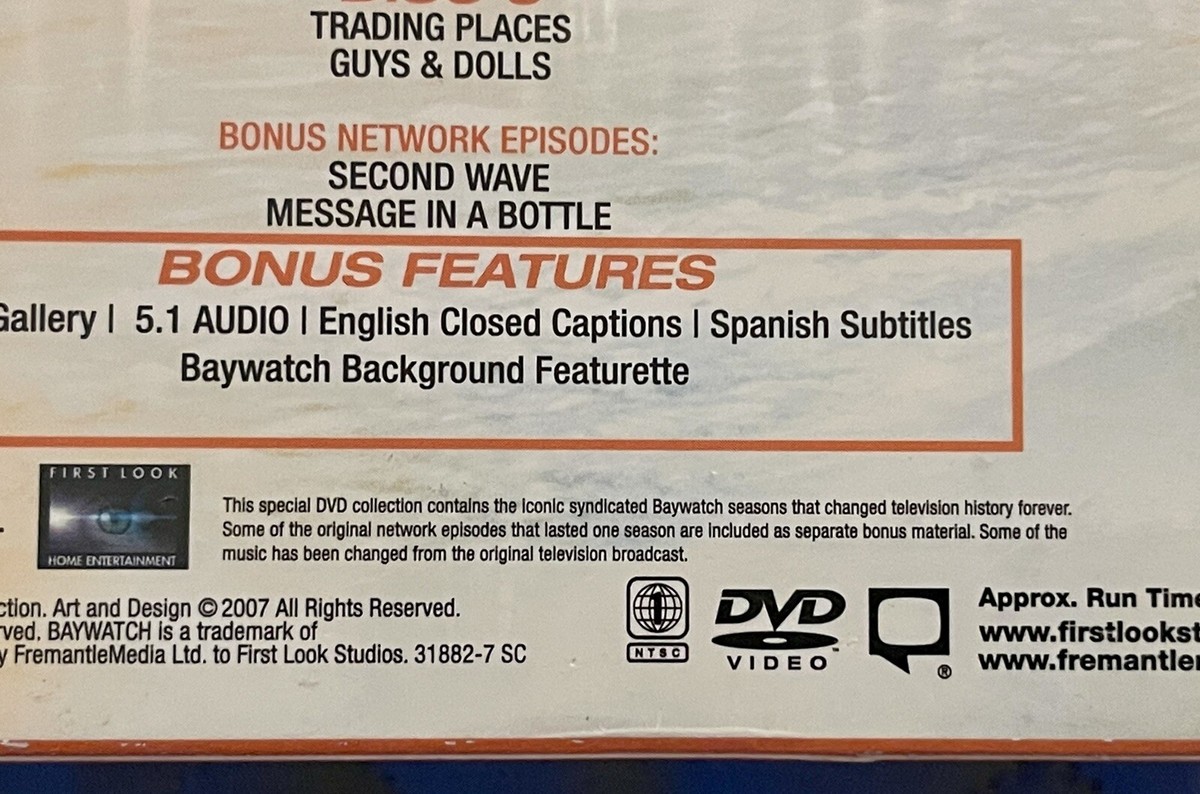 TRADING PLACES
GUYS & DOLLS
BONUS NETWORK EPISODES:
SECOND WAVE
MESSAGE IN A BOTTLE
BONUS FEATURES
Gallery | 5.1 AUDIO | English Closed Captions | Spanish Subtitles
Baywatch Background Featurette
FIRST LOOK
HOME ENTERTAINMENT
This special DVD collection contains the iconic syndicated Baywatch seasons that changed television history forever.
Some of the original network episodes that lasted one season are included as separate bonus material. Some of the
music has been changed from the original television broadcast.
ction. Art and Design © 2007 All Rights Reserved.
rved. BAYWATCH is a trademark of
y FremantleMedia Ltd. to First Look Studios. 31882-7 SC
1
NTSC
DVD
VIDEO™
®
Approx. Run Time
www.firstlookst
www.fremantle